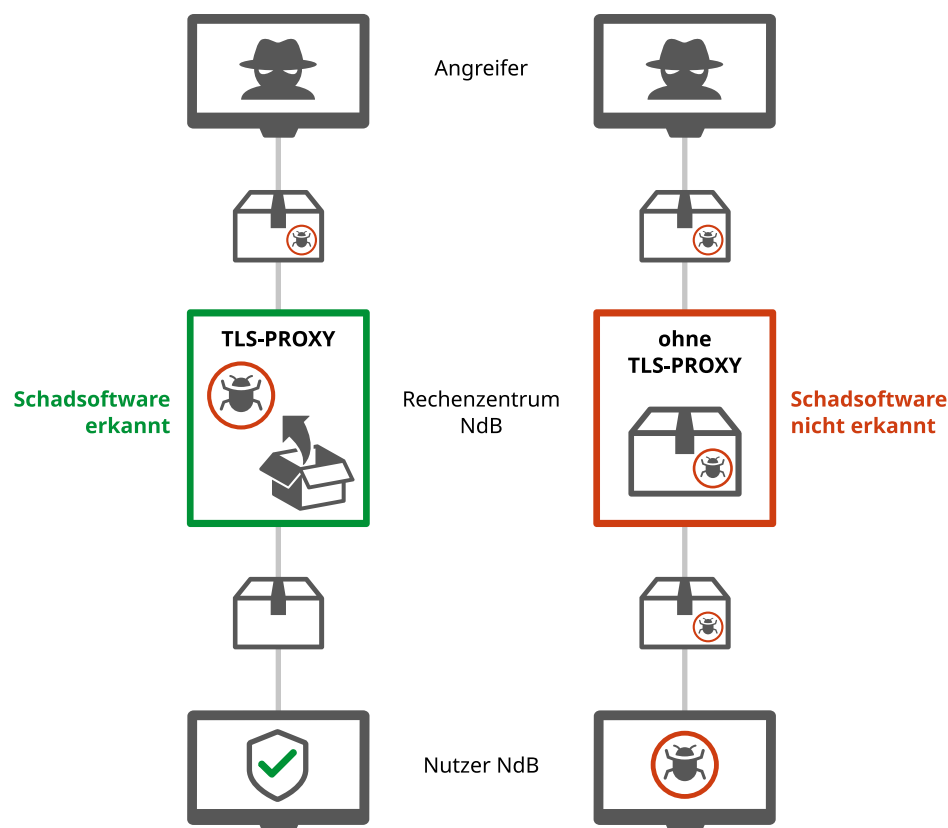 Angreifer
TLS-PROXY
ohne
TLS-PROXY
Schadsoftware
erkannt
Rechenzentrum
NdB
Schadsoftware
nicht erkannt
Nutzer NdB